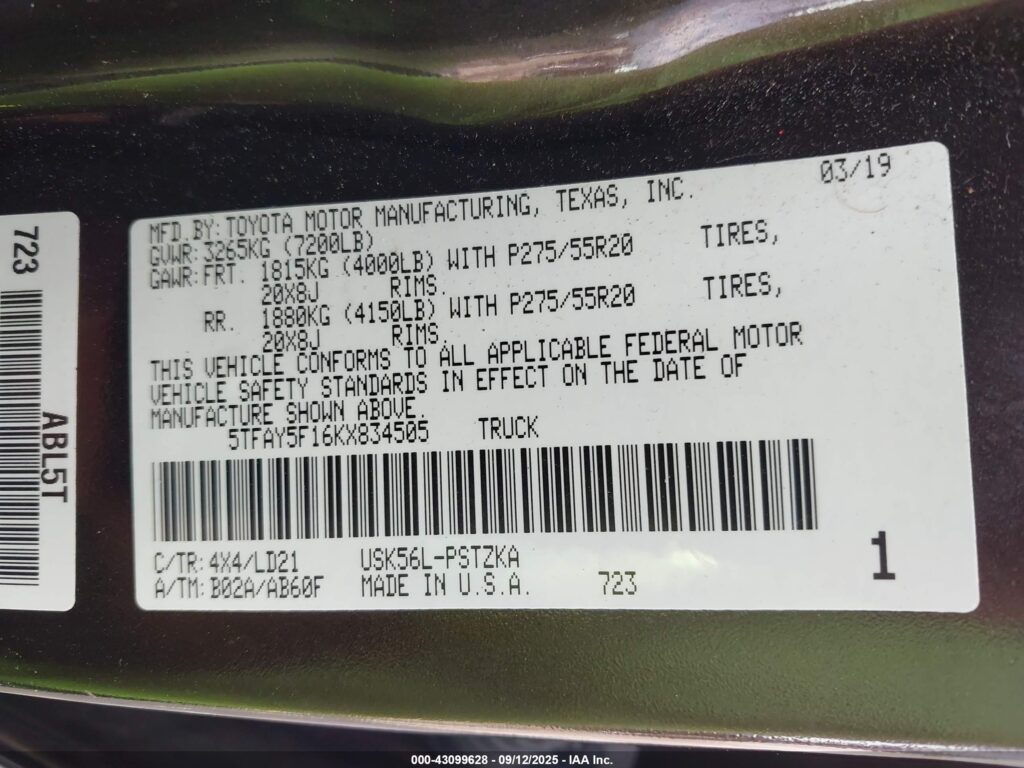 723
ABL5T
03/19
MFD.BY:TOYOTA MOTOR MANUFACTURING, TEXAS, INC.
GVWR:3265KG (7200LB)
GAWR:FRT. 1815KG (4000LB) WITH P275/55R20 TIRES,
20X8J RIMS.
RR. 1880KG (4150LB) WITH P275/55R20 TIRES,
20X8J RIMS.
THIS VEHICLE CONFORMS TO ALL APPLICABLE FEDERAL MOTOR
VEHICLE SAFETY STANDARDS IN EFFECT ON THE DATE OF
MANUFACTURE SHOWN ABOVE.
5TFAY5F16KX834505 TRUCK
C/TR:4X4/LD21 USK56L-PSTZKA
A/TM:B02A/AB60F MADE IN U.S.A. 723
1
000-43099628 - 09/12/2025 - IAA Inc.